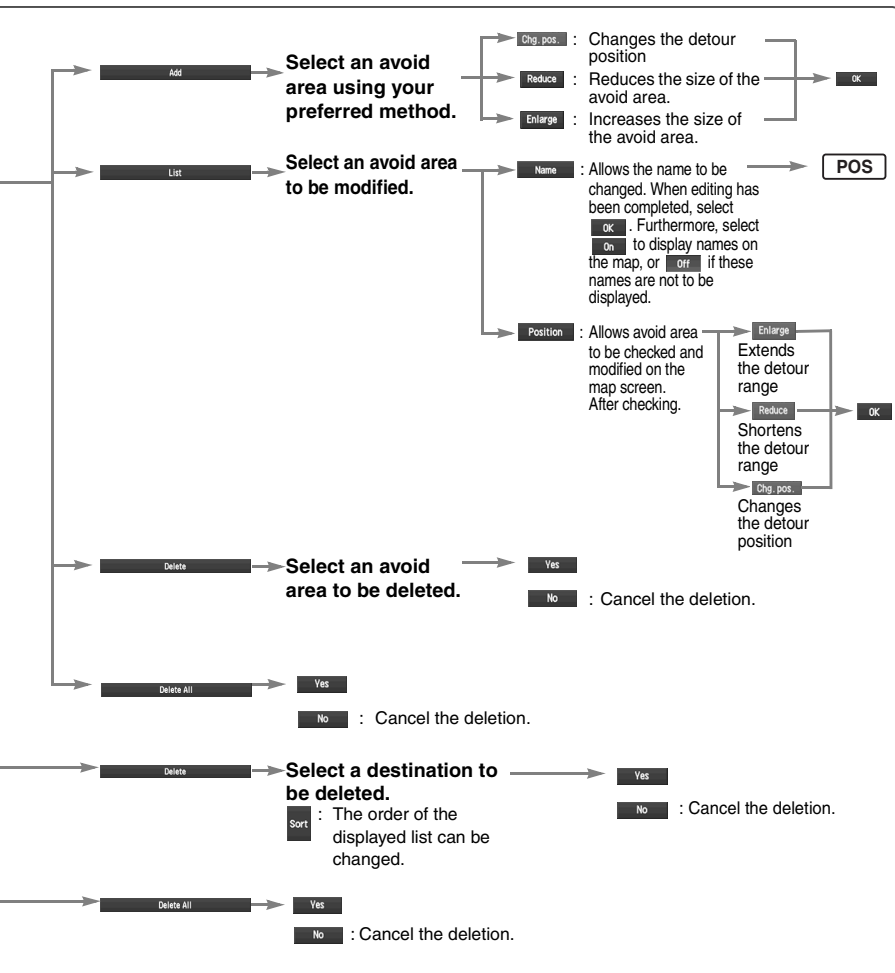 Add
Select an avoid
area using your
preferred method.
Chg.pos. : Changes the detour
position
Reduce : Reduces the size of the
avoid area.
Enlarge : Increases the size of
the avoid area.
OK
List
Select an avoid area
to be modified.
Name : Allows the name to be
changed. When editing has
been completed, select
OK . Furthermore, select
On to display names on
the map, or Off if these
names are not to be
displayed.
POS
Position : Allows avoid area
to be checked and
modified on the
map screen.
After checking.
Enlarge
Extends
the detour
range
Reduce
Shortens
the detour
range
Chg.pos.
Changes
the detour
position
OK
Delete
Select an avoid
area to be deleted.
Yes
No : Cancel the deletion.
Delete All
Yes
No : Cancel the deletion.
Delete
Select a destination to
be deleted.
Sort : The order of the
displayed list can be
changed.
Yes
No : Cancel the deletion.
Delete All
Yes
No : Cancel the deletion.